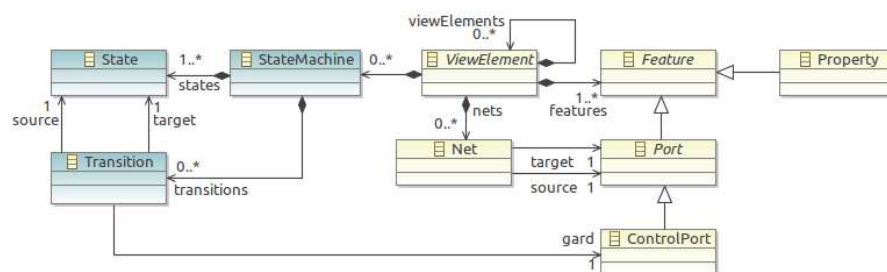 viewElements
0..*
State
1..*
states
StateMachine
0..*
ViewElement
Feature
Property
1..*
features
nets
0..*
1
source
1
target
Transition
0..*
transitions
Net
target 1
source 1
Port
gard
1
ControlPort